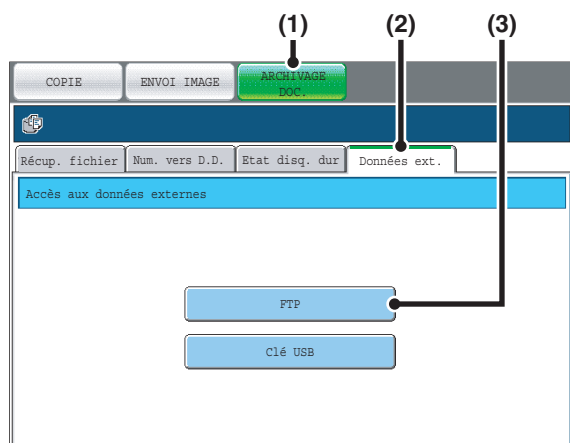 (1) (2) (3)
COPIE ENVOI IMAGE ARCHIVAGE
DOC.
Récup. fichier Num. vers D.D. Etat disq. dur Données ext.
Accès aux données externes
FTP
Clé USB